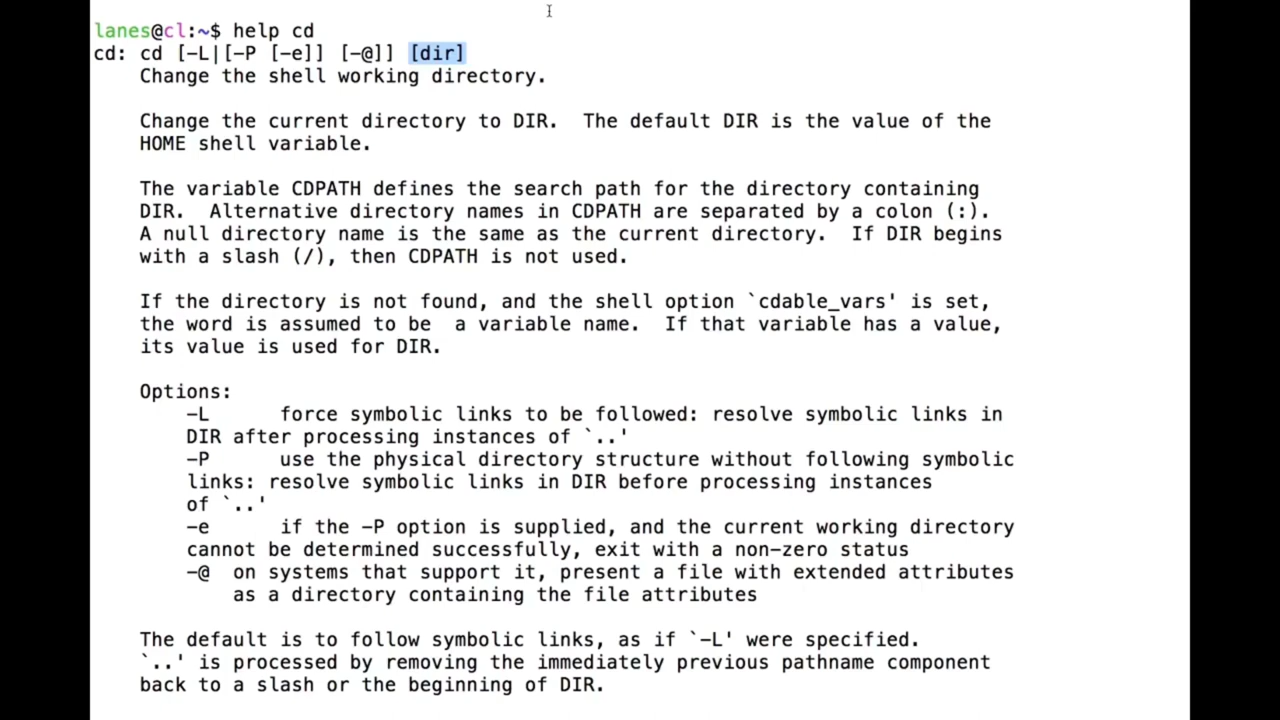 lanes@cl:~$ help cd
cd: cd [-L|[-P [-e]] [-@]] [dir]
    Change the shell working directory.

    Change the current directory to DIR.  The default DIR is the value of the
    HOME shell variable.

    The variable CDPATH defines the search path for the directory containing
    DIR.  Alternative directory names in CDPATH are separated by a colon (:).
    A null directory name is the same as the current directory.  If DIR begins
    with a slash (/), then CDPATH is not used.

    If the directory is not found, and the shell option `cdable_vars' is set,
    the word is assumed to be  a variable name.  If that variable has a value,
    its value is used for DIR.

    Options:
        -L      force symbolic links to be followed: resolve symbolic links in
        DIR after processing instances of `..'
        -P      use the physical directory structure without following symbolic
        links: resolve symbolic links in DIR before processing instances
        of `..'
        -e      if the -P option is supplied, and the current working directory
        cannot be determined successfully, exit with a non-zero status
        -@  on systems that support it, present a file with extended attributes
            as a directory containing the file attributes

    The default is to follow symbolic links, as if `-L' were specified.
    `..' is processed by removing the immediately previous pathname component
    back to a slash or the beginning of DIR.